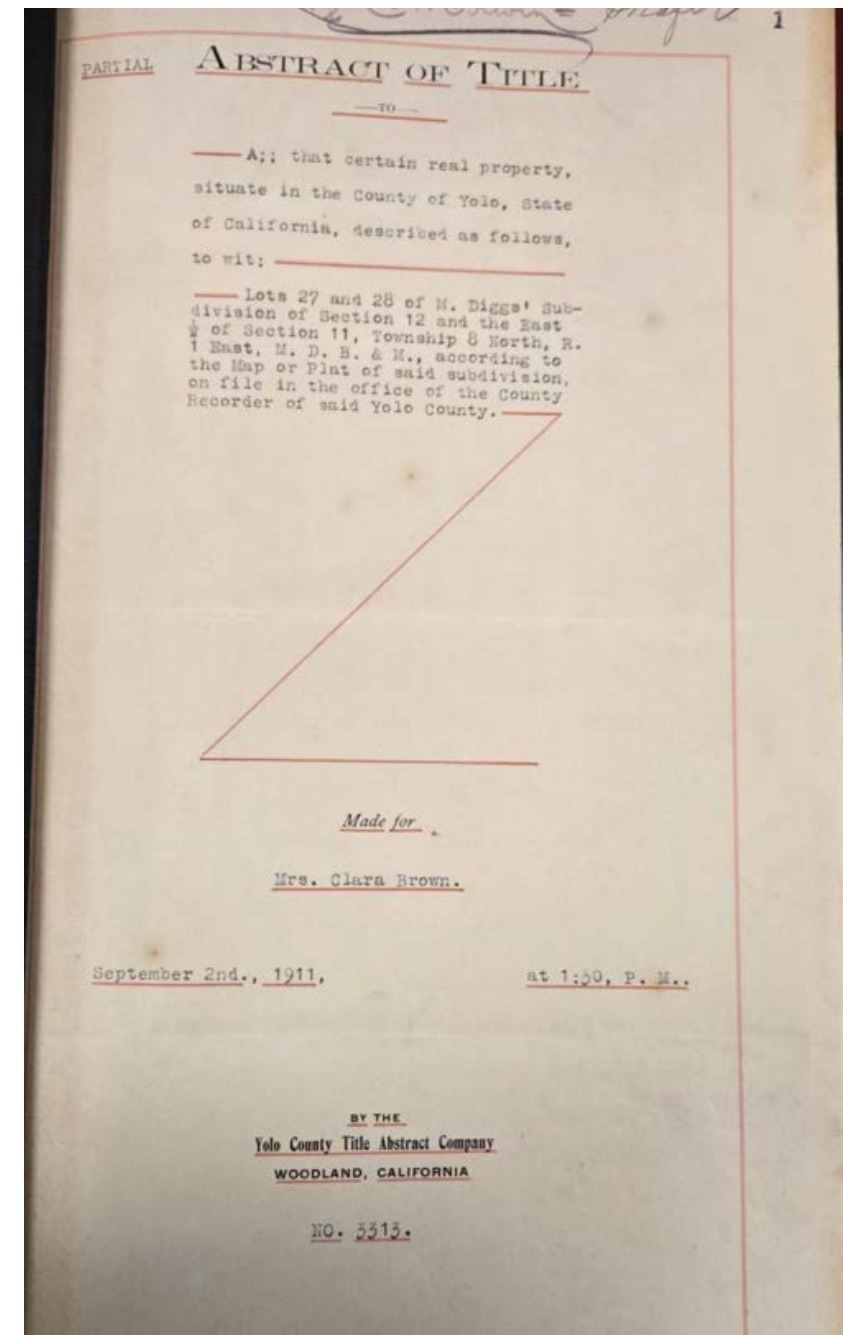 1
PARTIAL ABSTRACT OF TITLE
—TO—
A;; that certain real property,
situate in the County of Yolo, State
of California, described as follows,
to wit;
Lots 27 and 28 of M. Diggs' Sub-
division of Section 12 and the East
½ of Section 11, Township 8 North, R.
1 East, M. D. B. & M., according to
the Map or Plat of said subdivision,
on file in the office of the County
Recorder of said Yolo County.
Made for
Mrs. Clara Brown.
September 2nd., 1911, at 1:30, P. M..
BY THE
Yolo County Title Abstract Company
WOODLAND, CALIFORNIA
NO. 3313.